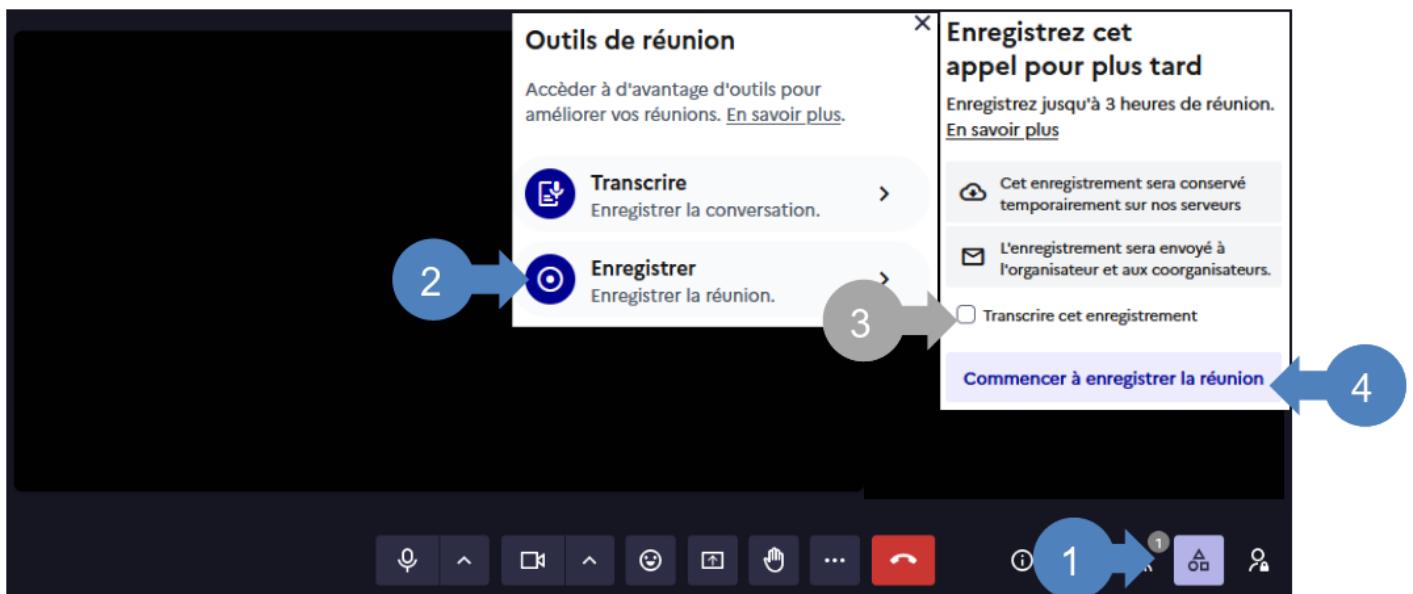 Outils de réunion
Accèder à d'avantage d'outils pour
améliorer vos réunions. En savoir plus.
Transcrire
Enregistrer la conversation.
2
Enregistrer
Enregistrer la réunion.
Enregistrez cet
appel pour plus tard
Enregistrez jusqu'à 3 heures de réunion.
En savoir plus
Cet enregistrement sera conservé
temporairement sur nos serveurs
L'enregistrement sera envoyé à
l'organisateur et aux coorganisateurs.
3
Transcrire cet enregistrement
Commencer à enregistrer la réunion
4
1
1